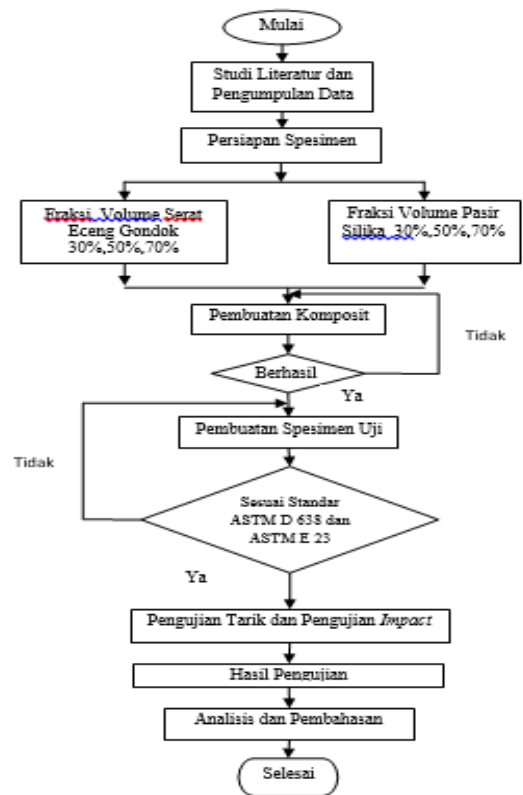 Mulai
Studi Literatur dan
Pengumpulan Data
Persiapan Spesimen
Fraksi Volume Serat
Eceng Gondok
30%,50%,70%
Fraksi Volume Pasir
Silika 30%,50%,70%
Pembuatan Komposit
Tidak
Berhasil
Ya
Pembuatan Spesimen Uji
Tidak
Sesuai Standar
ASTM D 638 dan
ASTM E 23
Ya
Pengujian Tarik dan Pengujian Impact
Hasil Pengujian
Analisis dan Pembahasan
Selesai